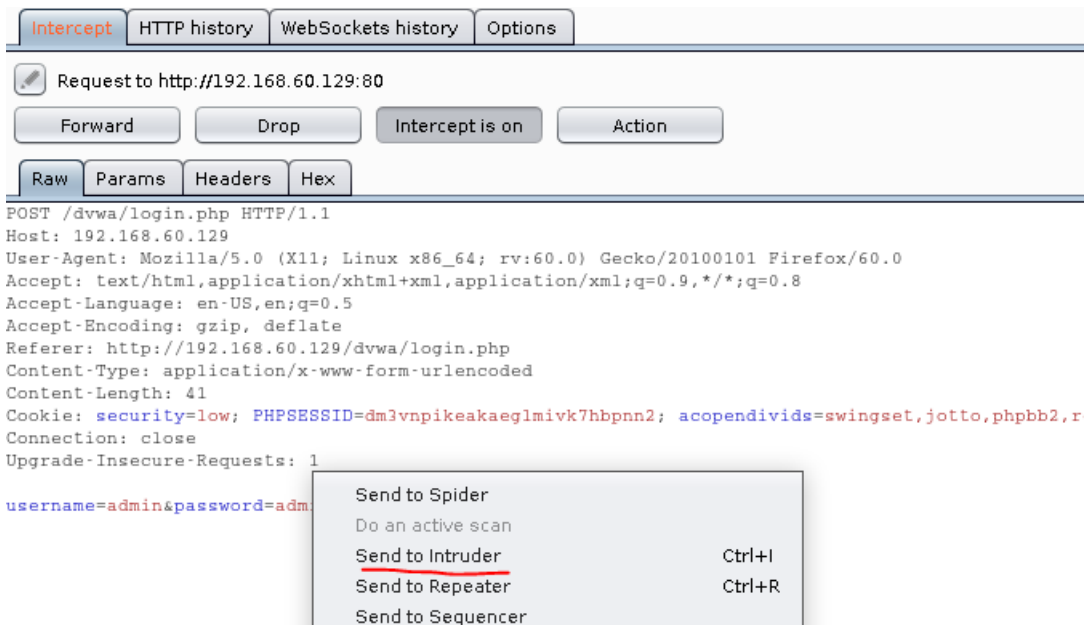 Intercept HTTP history WebSockets history Options
Request to http://192.168.60.129:80
Forward Drop Intercept is on Action
Raw Params Headers Hex
POST /dvwa/login.php HTTP/1.1
Host: 192.168.60.129
User-Agent: Mozilla/5.0 (X11; Linux x86_64; rv:60.0) Gecko/20100101 Firefox/60.0
Accept: text/html,application/xhtml+xml,application/xml;q=0.9,*/*;q=0.8
Accept-Language: en-US,en;q=0.5
Accept-Encoding: gzip, deflate
Referer: http://192.168.60.129/dvwa/login.php
Content-Type: application/x-www-form-urlencoded
Content-Length: 41
Cookie: security=low; PHPSESSID=dm3vnpikeakaeglmivk7hbpnn2; acopendivids=swingset,jotto,phpbb2,r
Connection: close
Upgrade-Insecure-Requests: 1
username=admin&password=adm
Send to Spider
Do an active scan
Send to Intruder Ctrl+I
Send to Repeater Ctrl+R
Send to Sequencer